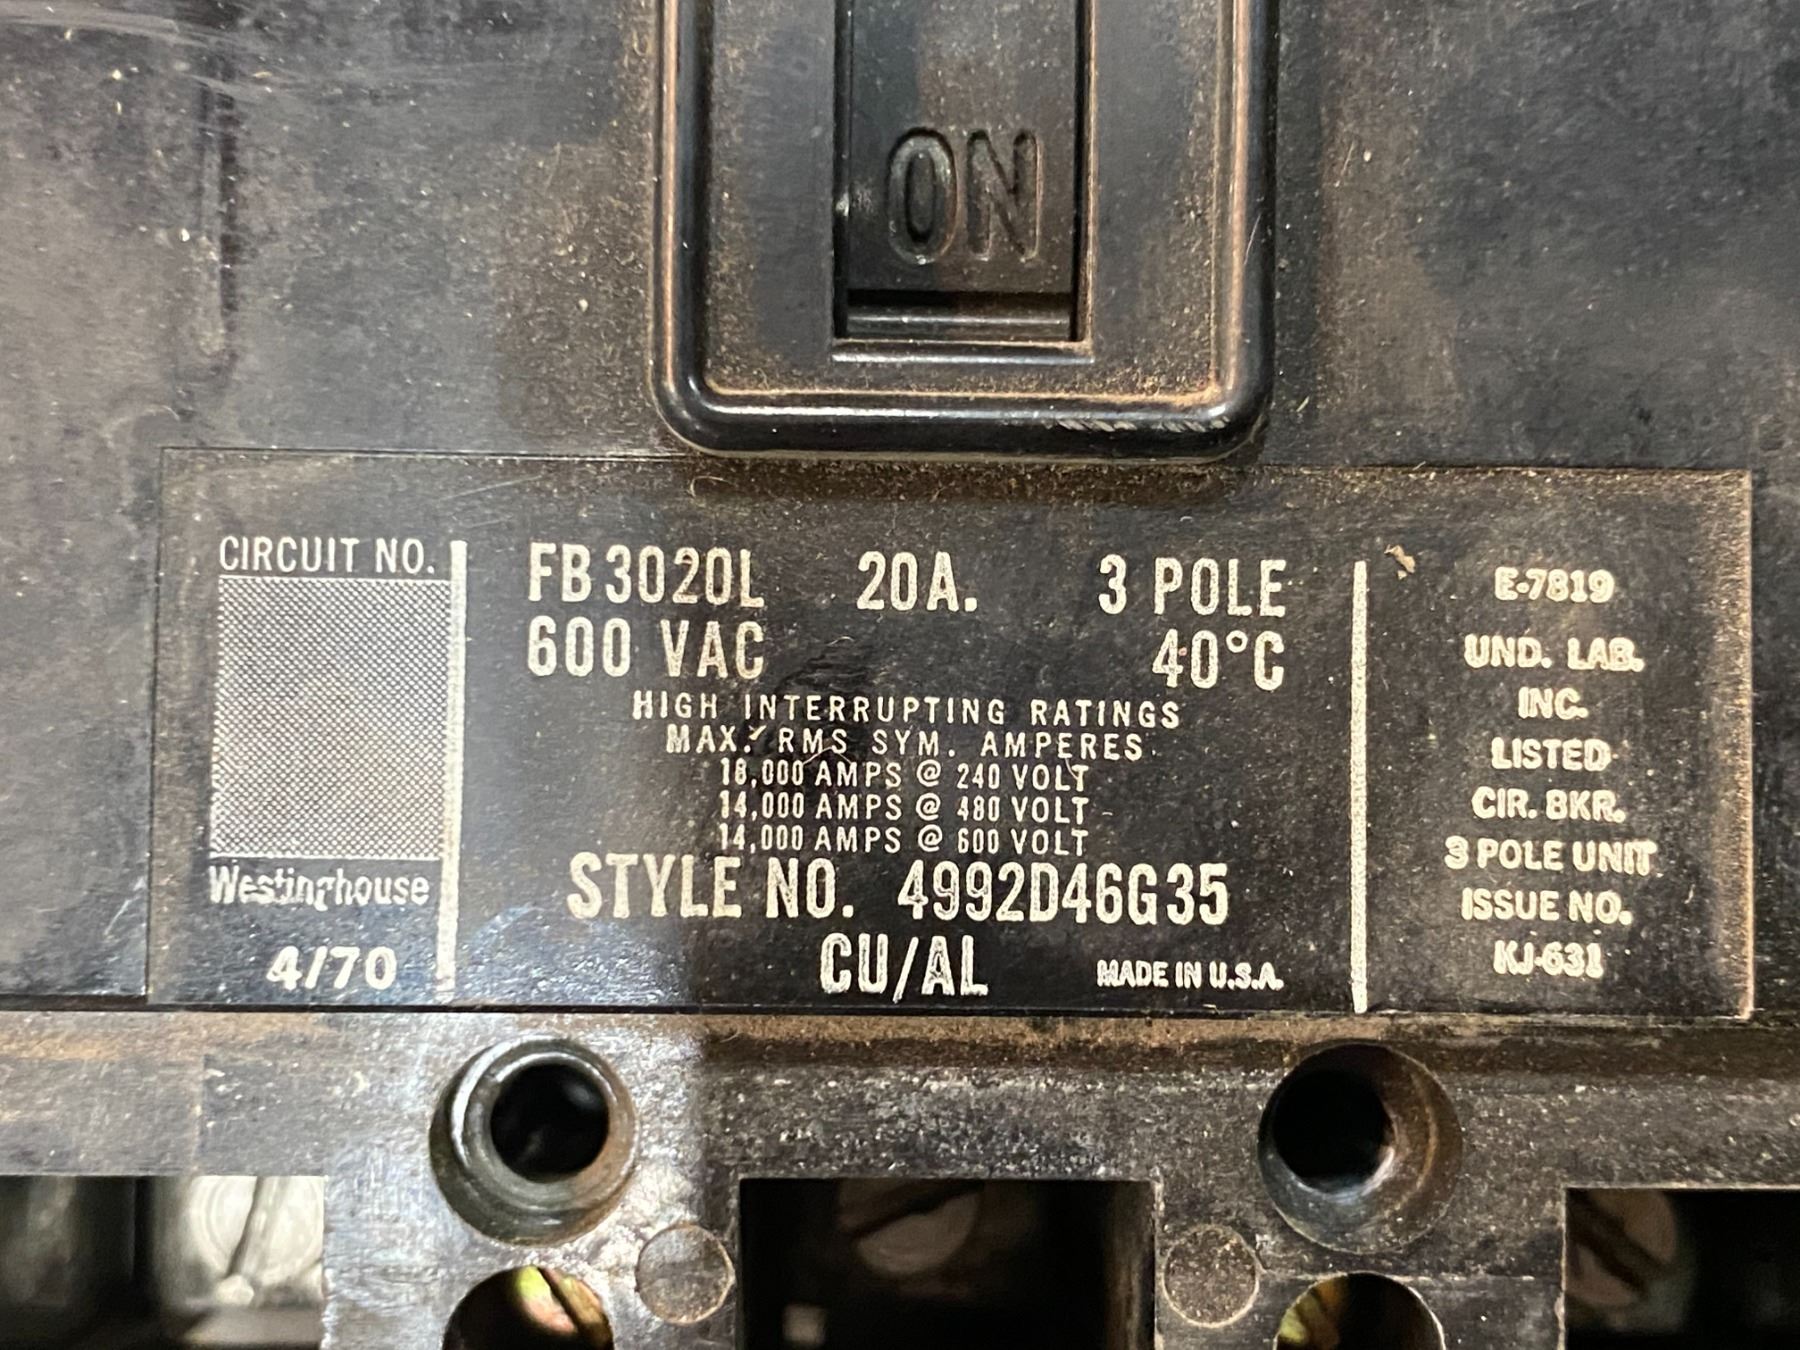 ON
CIRCUIT NO.
Westinghouse
4/70
FB3020L 20A. 3 POLE
600 VAC 40°C
HIGH INTERRUPTING RATINGS
MAX. RMS SYM. AMPERES
18,000 AMPS @ 240 VOLT
14,000 AMPS @ 480 VOLT
14,000 AMPS @ 600 VOLT
STYLE NO. 4992D46G35
CU/AL MADE IN U.S.A.
E-7819
UND. LAB.
INC.
LISTED
CIR. BKR.
3 POLE UNIT
ISSUE NO.
KJ-631